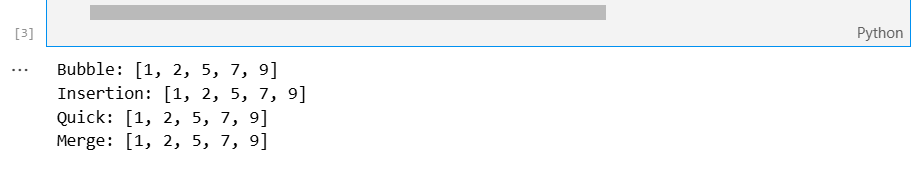 [3]
Python
...
Bubble: [1, 2, 5, 7, 9]
Insertion: [1, 2, 5, 7, 9]
Quick: [1, 2, 5, 7, 9]
Merge: [1, 2, 5, 7, 9]